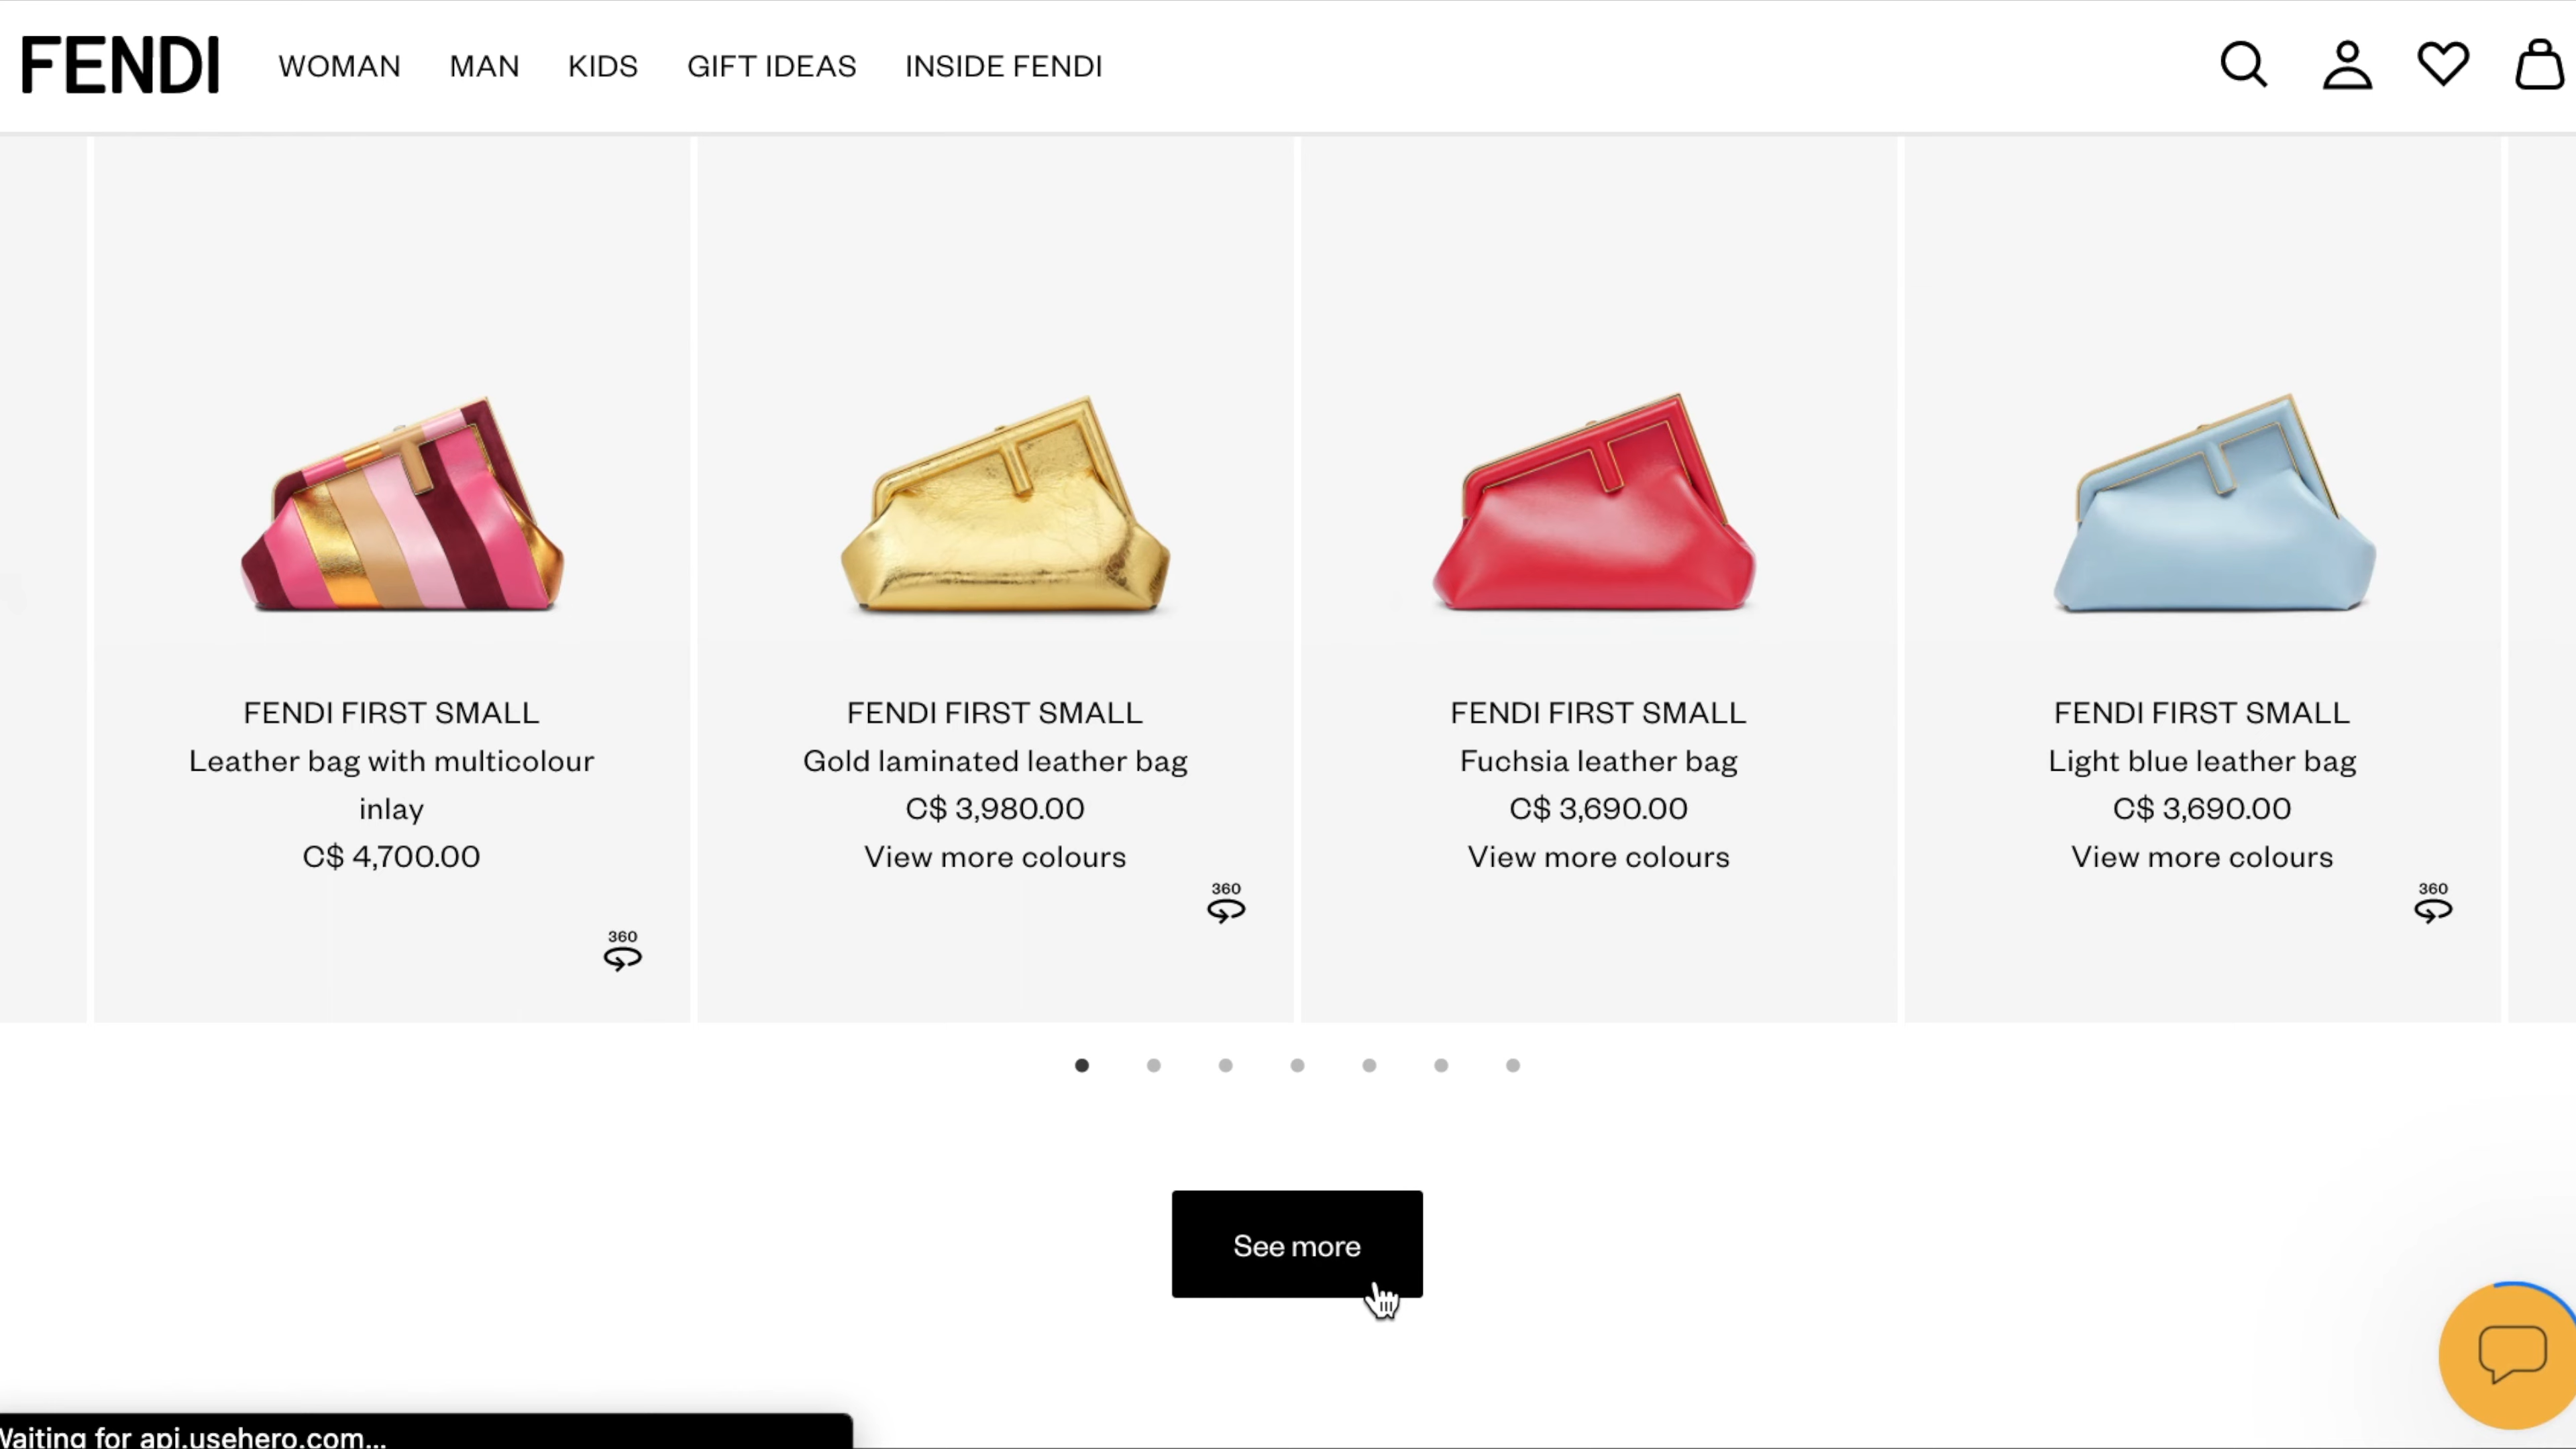 FENDI WOMAN MAN KIDS GIFT IDEAS INSIDE FENDI
FENDI FIRST SMALL
Leather bag with multicolour
inlay
C$ 4,700.00
360
FENDI FIRST SMALL
Gold laminated leather bag
C$ 3,980.00
View more colours
360
FENDI FIRST SMALL
Fuchsia leather bag
C$ 3,690.00
View more colours
FENDI FIRST SMALL
Light blue leather bag
C$ 3,690.00
View more colours
360
See more
Waiting for api.usehero.com...